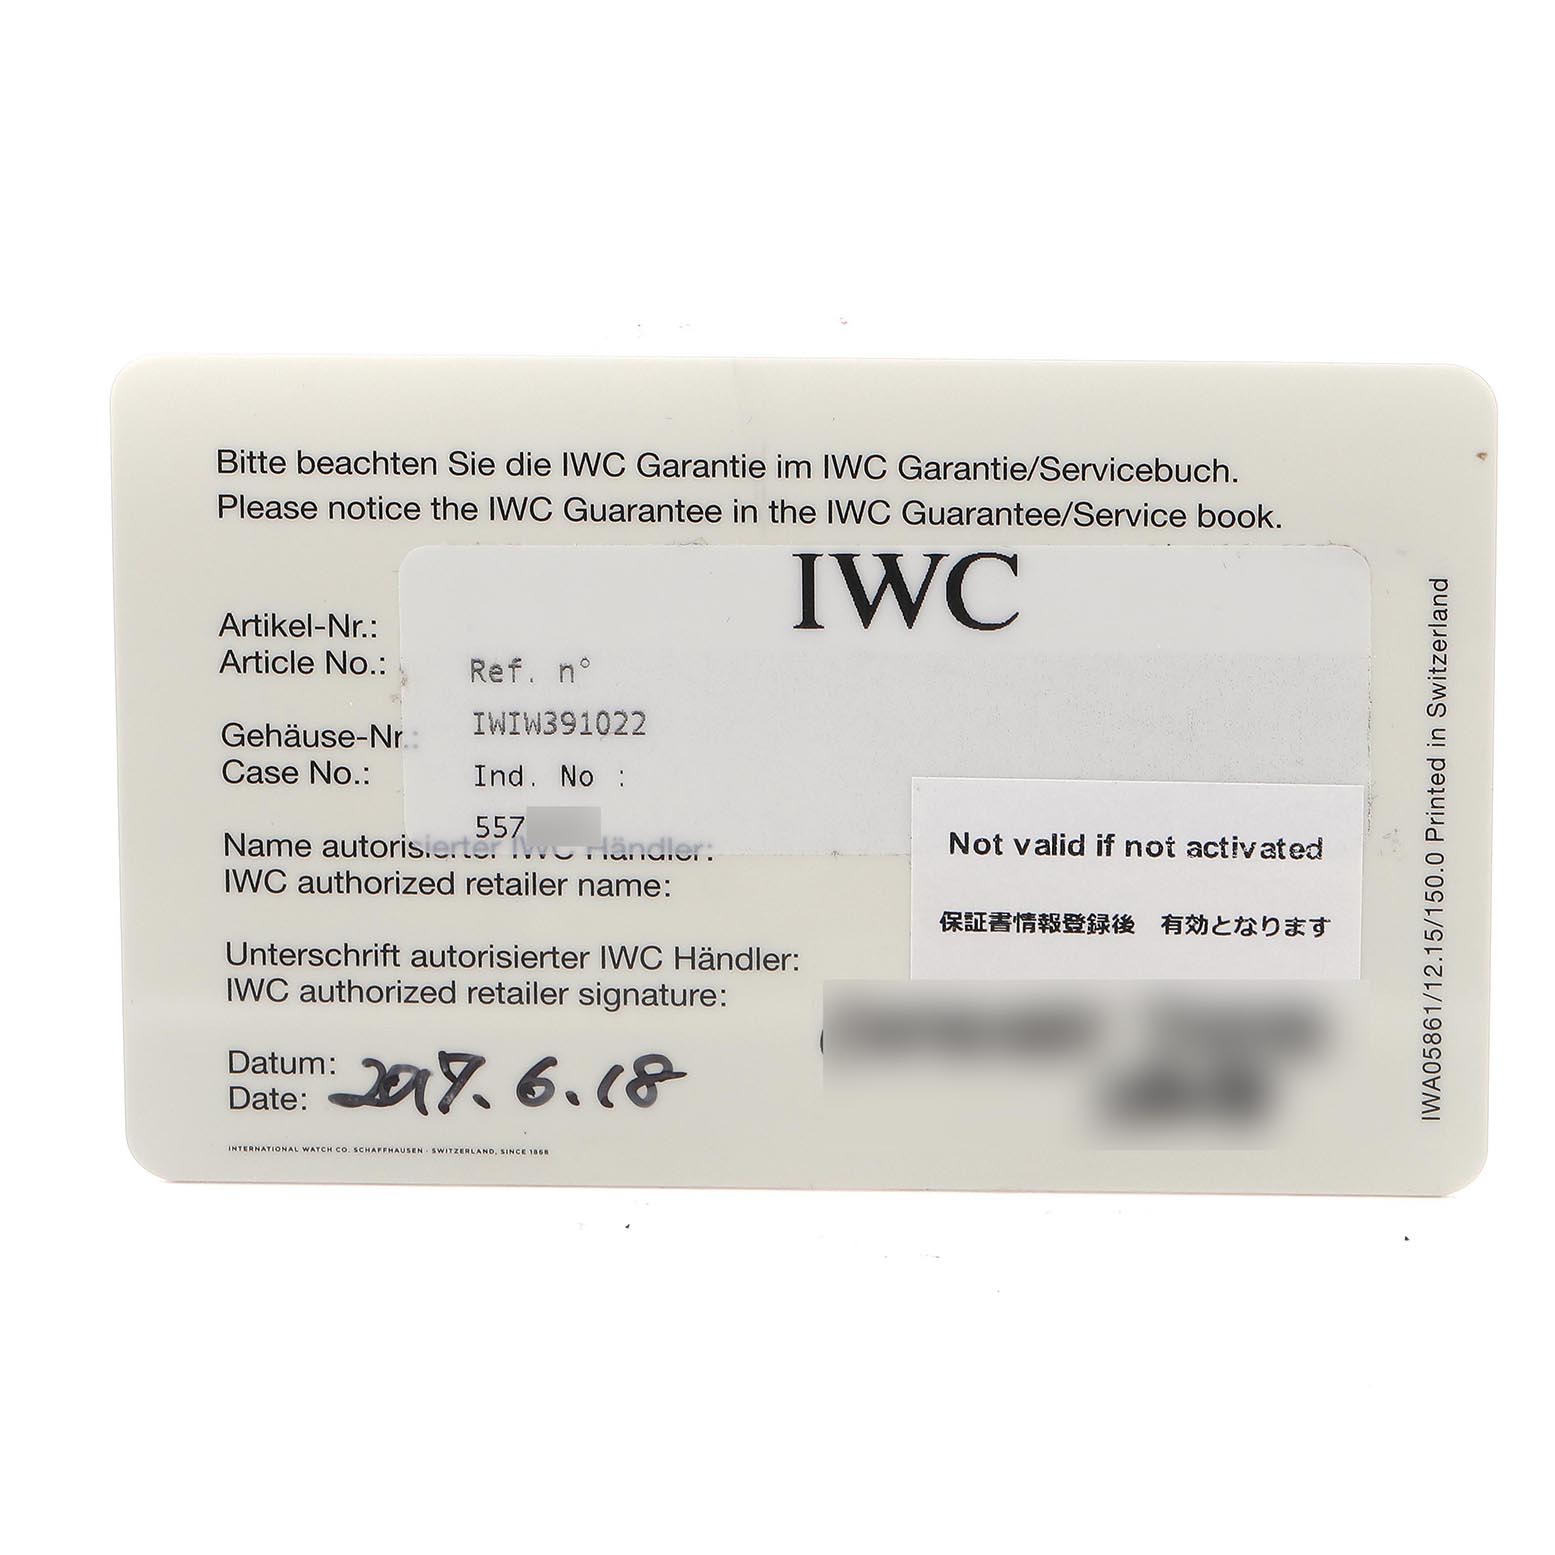 Bitte beachten Sie die IWC Garantie im IWC Garantie/Servicebuch.
Please notice the IWC Guarantee in the IWC Guarantee/Service book.
IWC
Artikel-Nr.:
Article No.:
Ref. n°
IWIW391022
Gehäuse-Nr.:
Case No.:
Ind. No :
557
Name autorisierter IWC Händler:
IWC authorized retailer name:
Not valid if not activated
保証書情報登録後 有効となります
Unterschrift autorisierter IWC Händler:
IWC authorized retailer signature:
Datum:
Date: 2017.6.18
INTERNATIONAL WATCH CO. SCHAFFHAUSEN · SWITZERLAND, SINCE 1868
IWA05861/12.15/150.0 Printed in Switzerland